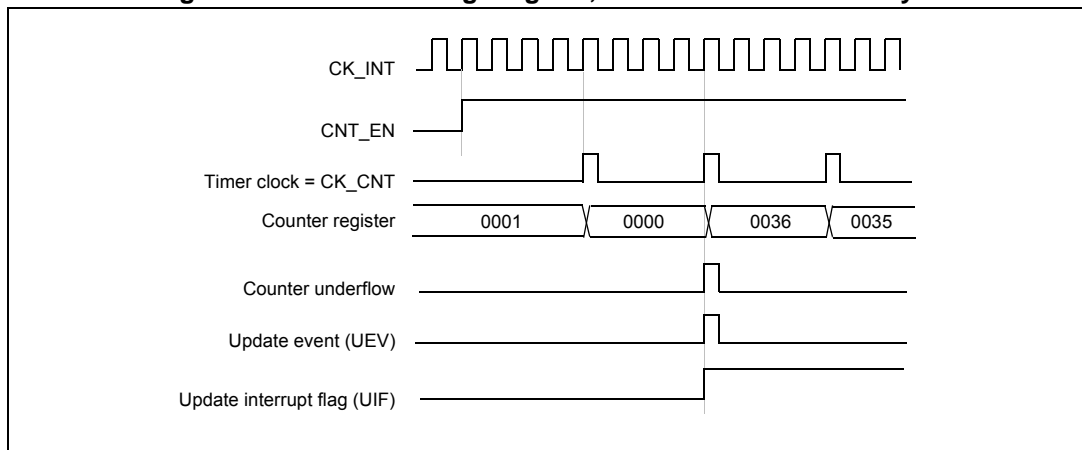 CK_INT
CNT_EN
Timer clock = CK_CNT
Counter register 0001 0000 0036 0035
Counter underflow
Update event (UEV)
Update interrupt flag (UIF)